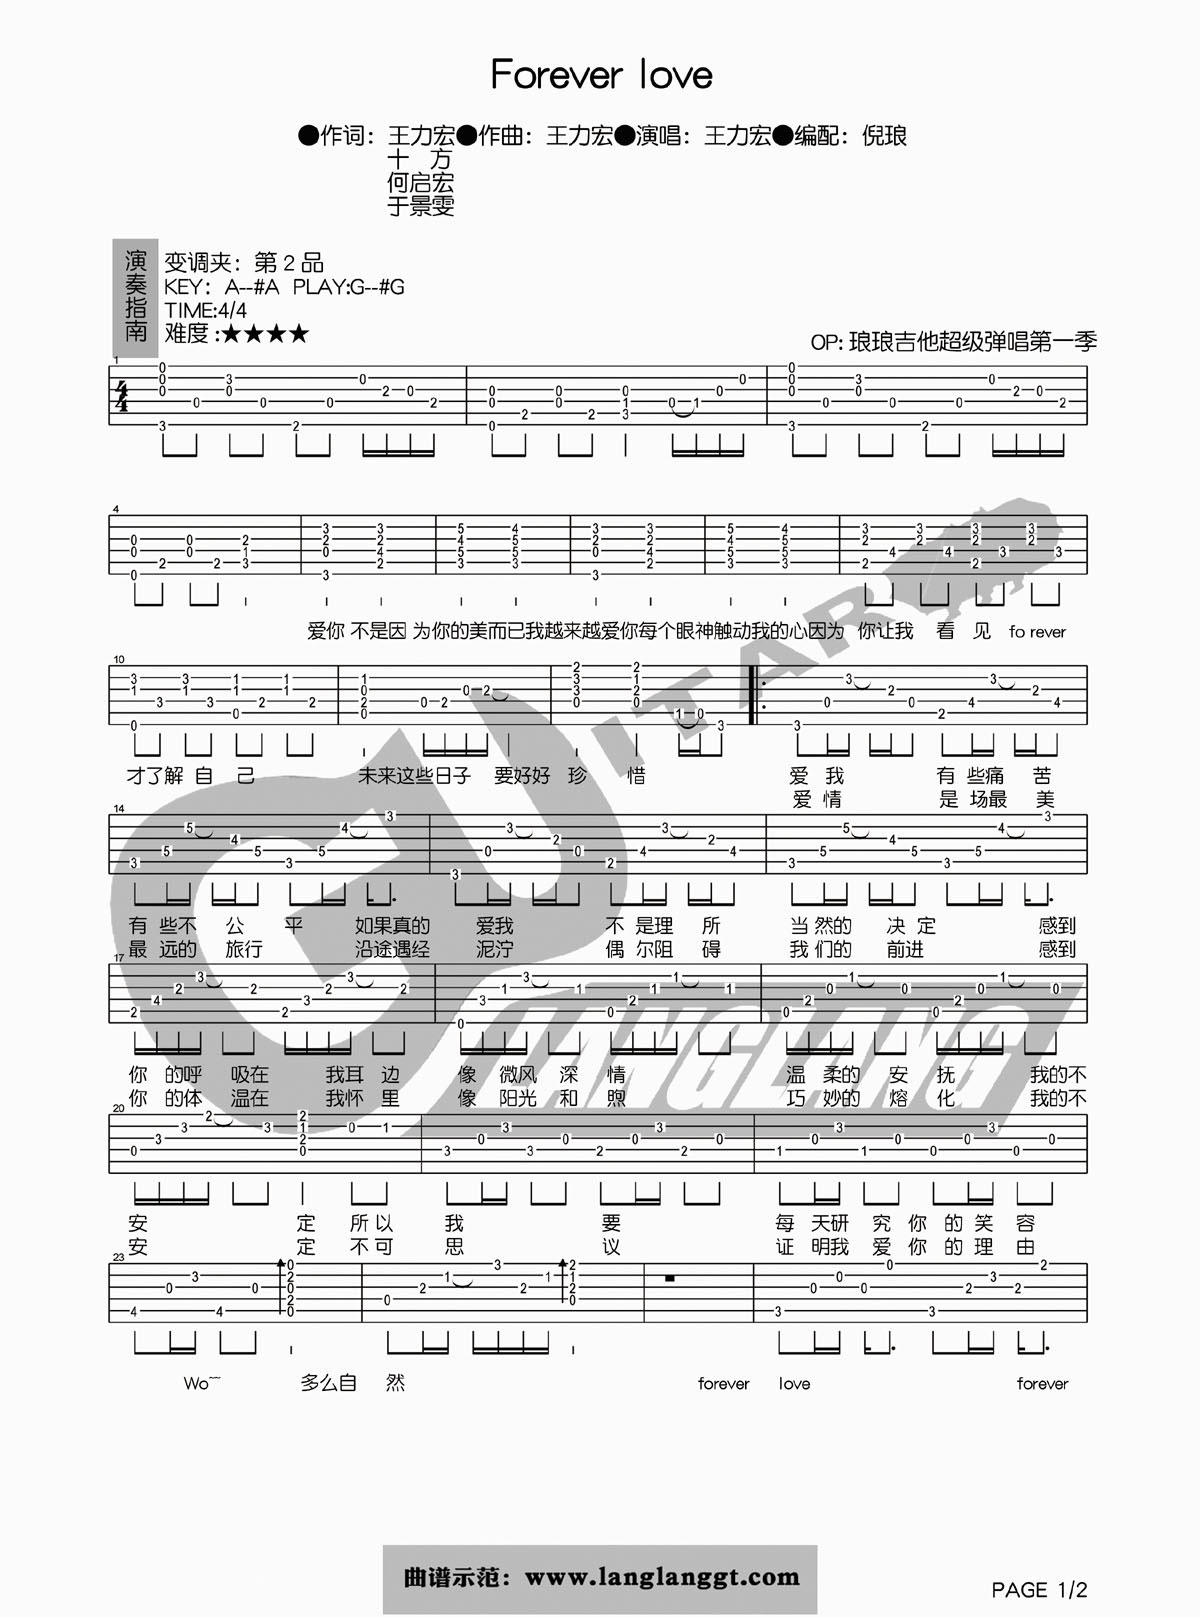 Forever love
●作词：王力宏●作曲：王力宏●演唱：王力宏●编配：倪琅
十 方
何启宏
于景雯
演奏指南
变调夹：第 2 品
KEY：A--#A PLAY:G--#G
TIME:4/4
难度:★★★★
OP: 琅琅吉他超级弹唱第一季
1
4
爱你 不是因 为你的美而已我越来越爱你每个眼神触动我的心因为 你让我 看 见 fo rever
10
才了解 自 己 未来这些日子 要好好 珍 惜 爱 我 有 些痛 苦
爱 情 是 场最 美
14
有 些不 公 平 如果真的 爱我 不 是理 所 当 然的 决 定 感到
最 远的 旅行 沿途遇经 泥泞 偶 尔阻 碍 我 们的 前进 感到
17
你 的呼 吸在 我耳 边 像 微风 深 情 温 柔的 安 抚 我的不
你 的体 温在 我怀 里 像 阳光 和 煦 巧 妙的 熔 化 我的不
20
安 定 所以 我 要 每 天研 究 你 的 笑 容
安 定 不可 思 议 证 明我 爱 你 的 理 由
23
Wo~~ 多么自 然 forever love forever
GUITAR
LANGLANG
曲谱示范：www.langlanggt.com
PAGE 1/2